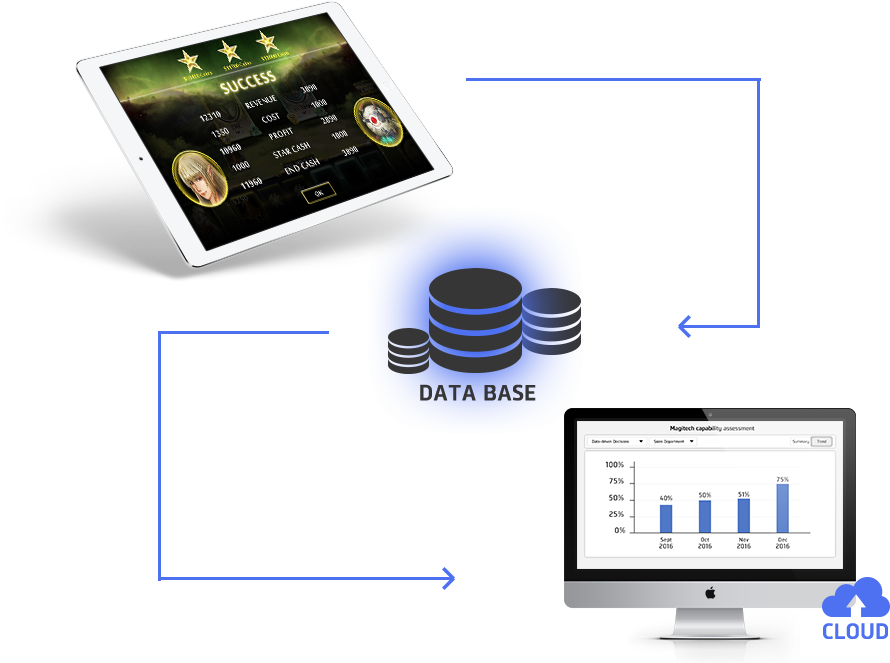 SUCCESS
12310 REVENUE 3890
1350 COST 1000
10960 PROFIT 2890
1000 STAR CASH 1000
11960 END CASH 3890
OK
DATA BASE
Magitech capability assessment
Data-driven Decisions
Sales Department
Summary
Trend
100%
75%
50%
25%
0%
40%
50%
51%
75%
Sept
2016
Oct
2016
Nov
2016
Dec
2016
CLOUD